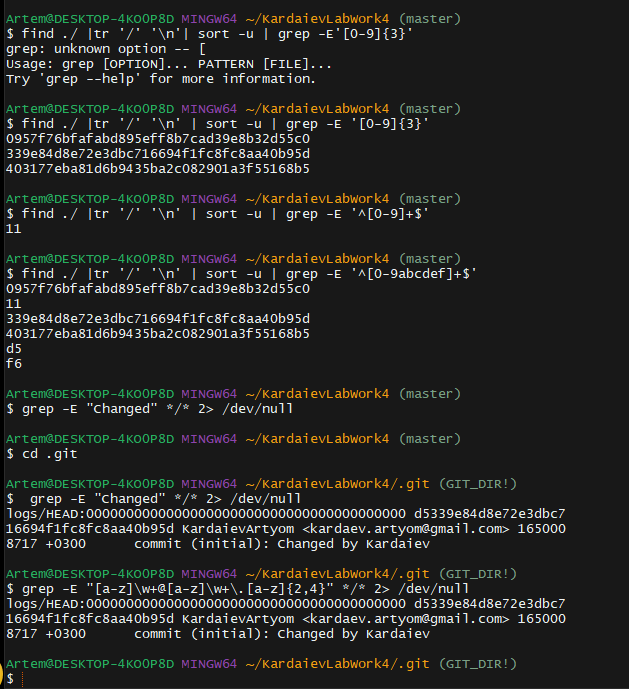 Artem@DESKTOP-4KO0P8D MINGW64 ~/KardaievLabWork4 (master)
$ find ./ |tr '/' '\n'| sort -u | grep -E'[0-9]{3}'
grep: unknown option -- [
Usage: grep [OPTION]... PATTERN [FILE]...
Try 'grep --help' for more information.

Artem@DESKTOP-4KO0P8D MINGW64 ~/KardaievLabWork4 (master)
$ find ./ |tr '/' '\n' | sort -u | grep -E '[0-9]{3}'
0957f76bfafabd895eff8b7cad39e8b32d55c0
339e84d8e72e3dbc716694f1fc8fc8aa40b95d
403177eba81d6b9435ba2c082901a3f55168b5

Artem@DESKTOP-4KO0P8D MINGW64 ~/KardaievLabWork4 (master)
$ find ./ |tr '/' '\n' | sort -u | grep -E '^[0-9]+$'
11

Artem@DESKTOP-4KO0P8D MINGW64 ~/KardaievLabWork4 (master)
$ find ./ |tr '/' '\n' | sort -u | grep -E '^[0-9abcdef]+$'
0957f76bfafabd895eff8b7cad39e8b32d55c0
11
339e84d8e72e3dbc716694f1fc8fc8aa40b95d
403177eba81d6b9435ba2c082901a3f55168b5
d5
f6

Artem@DESKTOP-4KO0P8D MINGW64 ~/KardaievLabWork4 (master)
$ grep -E "Changed" */* 2> /dev/null

Artem@DESKTOP-4KO0P8D MINGW64 ~/KardaievLabWork4 (master)
$ cd .git

Artem@DESKTOP-4KO0P8D MINGW64 ~/KardaievLabWork4/.git (GIT_DIR!)
$  grep -E "Changed" */* 2> /dev/null
logs/HEAD:0000000000000000000000000000000000000000 d5339e84d8e72e3dbc7
16694f1fc8fc8aa40b95d KardaievArtyom <kardaev.artyom@gmail.com> 165000
8717 +0300      commit (initial): Changed by Kardaiev

Artem@DESKTOP-4KO0P8D MINGW64 ~/KardaievLabWork4/.git (GIT_DIR!)
$ grep -E "[a-z]\w+@[a-z]\w+\.[a-z]{2,4}" */* 2> /dev/null
logs/HEAD:0000000000000000000000000000000000000000 d5339e84d8e72e3dbc7
16694f1fc8fc8aa40b95d KardaievArtyom <kardaev.artyom@gmail.com> 165000
8717 +0300      commit (initial): Changed by Kardaiev

Artem@DESKTOP-4KO0P8D MINGW64 ~/KardaievLabWork4/.git (GIT_DIR!)
$